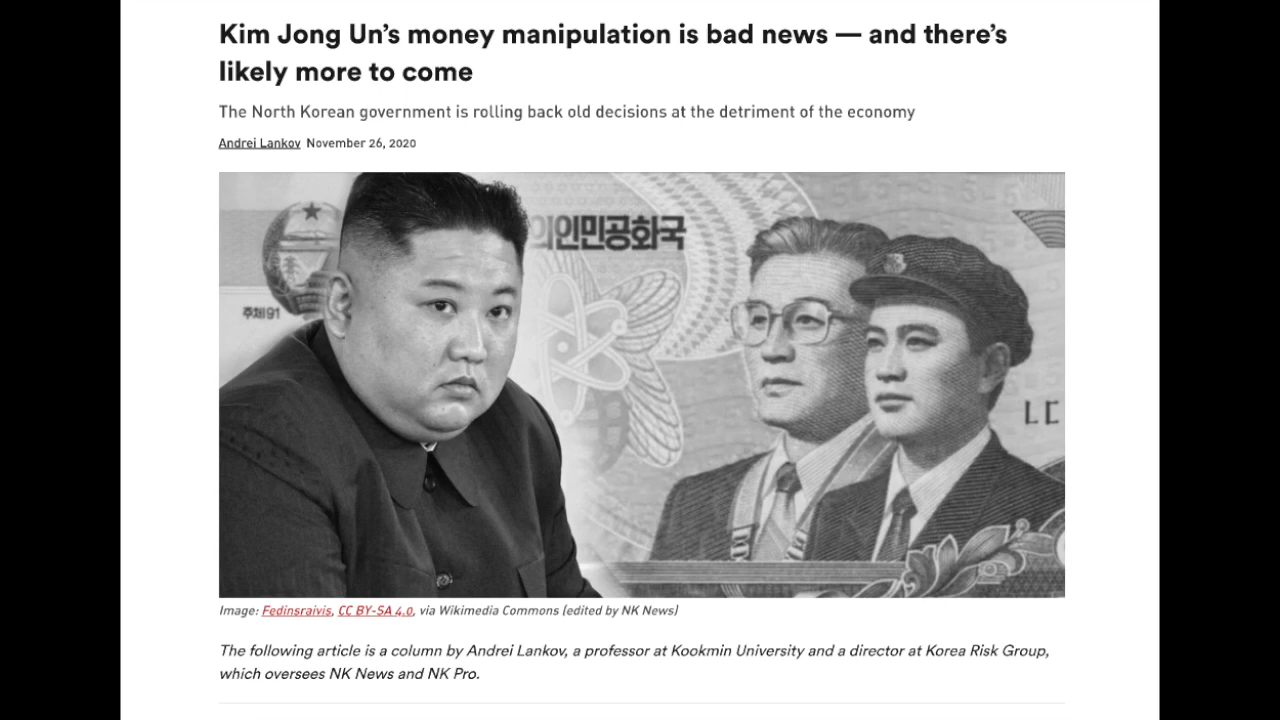 Kim Jong Un’s money manipulation is bad news — and there’s
likely more to come
The North Korean government is rolling back old decisions at the detriment of the economy
Andrei Lankov November 26, 2020
의인민공화국
주체91
Image: Fedinsraivis, CC BY-SA 4.0, via Wikimedia Commons (edited by NK News)
The following article is a column by Andrei Lankov, a professor at Kookmin University and a director at Korea Risk Group,
which oversees NK News and NK Pro.